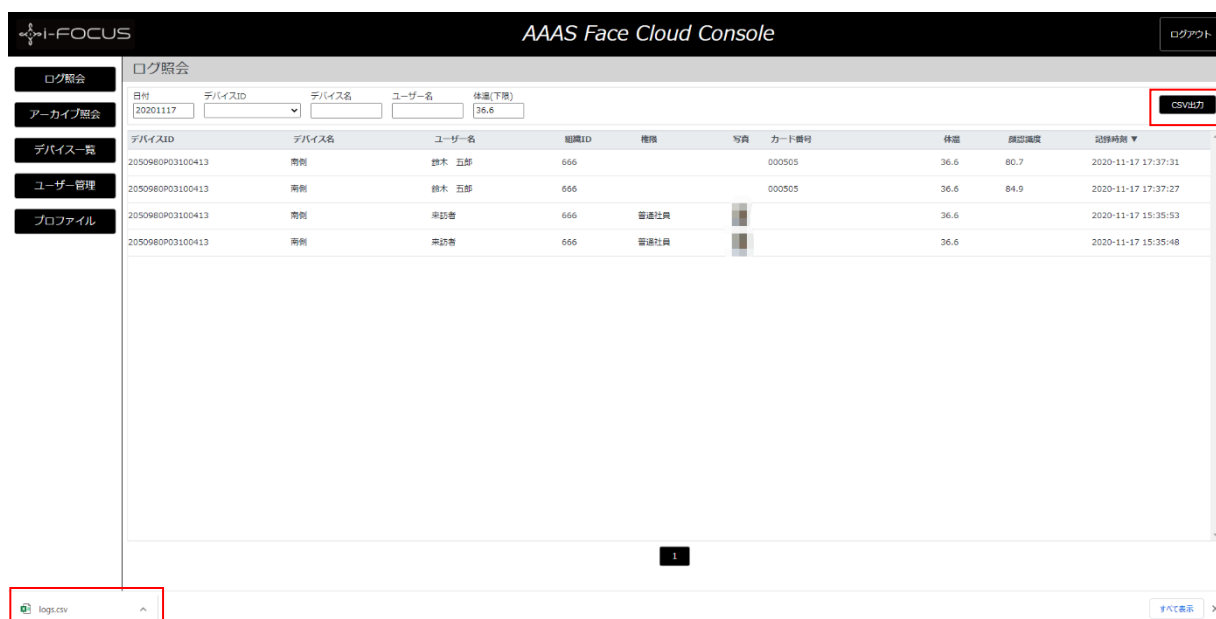 i-FOCUS
AAAS Face Cloud Console
ログアウト
ログ照会
アーカイブ照会
デバイス一覧
ユーザー管理
プロファイル
ログ照会
日付 デバイスID デバイス名 ユーザー名 体温(下限)
20201117 36.6
CSV出力
デバイスID デバイス名 ユーザー名 組織ID 権限 写真 カード番号 体温 顔認識度 記録時刻 ▼
2050980P03100413 南側 鈴木 五郎 666 000505 36.6 80.7 2020-11-17 17:37:31
2050980P03100413 南側 鈴木 五郎 666 000505 36.6 84.9 2020-11-17 17:37:27
2050980P03100413 南側 来訪者 666 普通社員 36.6 2020-11-17 15:35:53
2050980P03100413 南側 来訪者 666 普通社員 36.6 2020-11-17 15:35:48
1
logs.csv
すべて表示